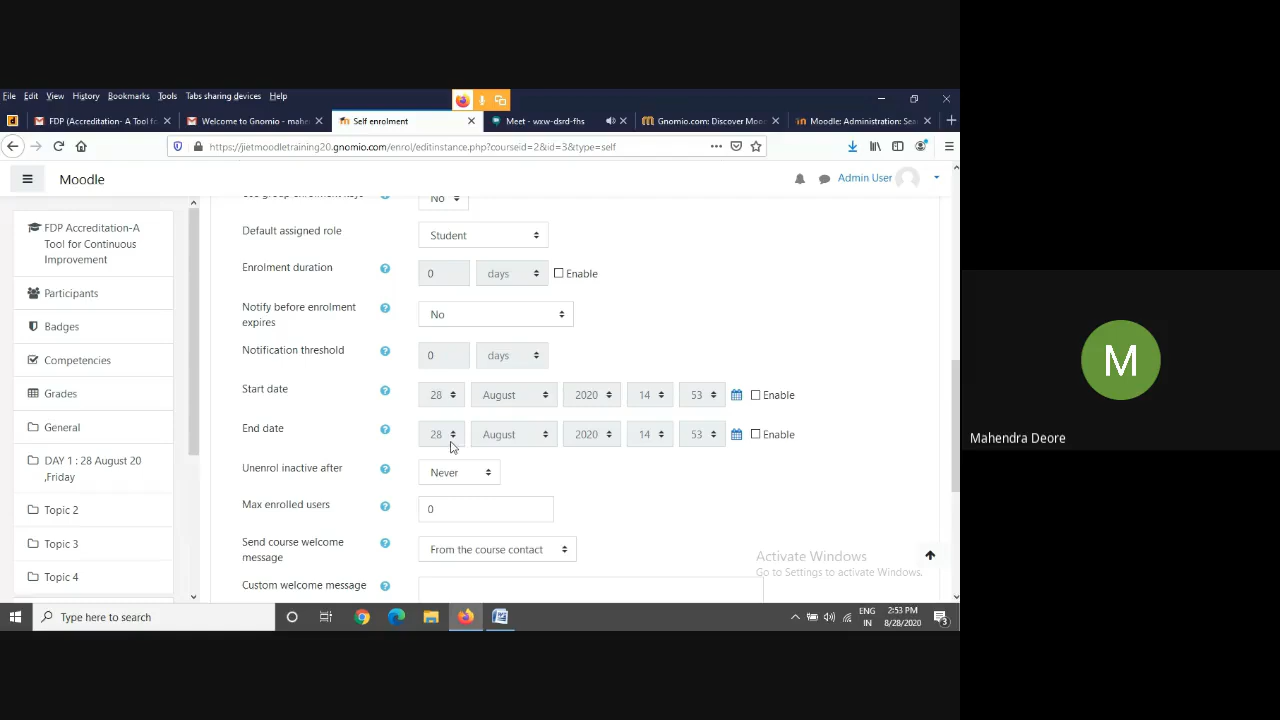 File Edit View History Bookmarks Tools Tabs sharing devices Help
FDP (Accreditation- A Tool fo
Welcome to Gnomio - mahe
Self enrolment
Meet - wxw-dsrd-fhs
Gnomio.com: Discover Moo
Moodle: Administration: Sea
https://jietmoodletraining20.gnomio.com/enrol/editinstance.php?courseid=2&id=3&type=self
Moodle
Admin User
FDP Accreditation-A
Tool for Continuous
Improvement
Participants
Badges
Competencies
Grades
General
DAY 1 : 28 August 20
,Friday
Topic 2
Topic 3
Topic 4
No
Default assigned role
Student
Enrolment duration
0 days Enable
Notify before enrolment
expires
No
Notification threshold
0 days
Start date
28 August 2020 14 53 Enable
End date
28 August 2020 14 53 Enable
Unenrol inactive after
Never
Max enrolled users
0
Send course welcome
message
From the course contact
Custom welcome message
Activate Windows
Go to Settings to activate Windows.
Type here to search
ENG
IN
2:53 PM
8/28/2020
3
M
Mahendra Deore